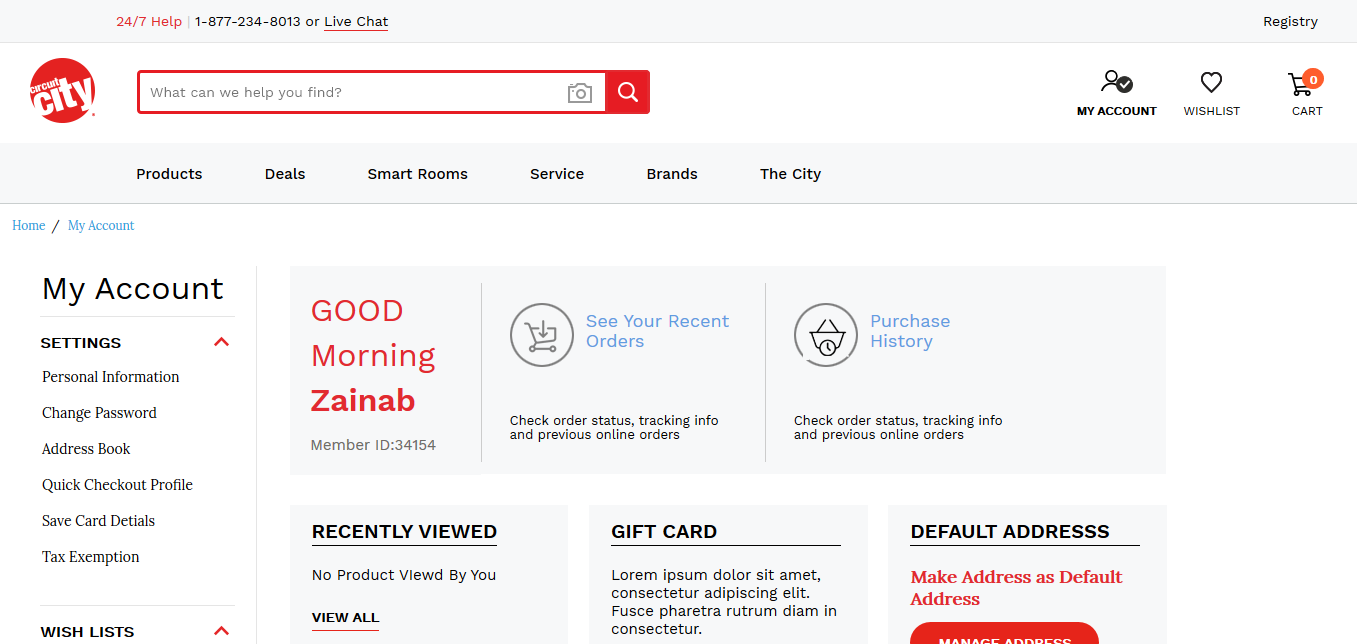 24/7 Help | 1-877-234-8013 or Live Chat
Registry
circuit
city
What can we help you find?
MY ACCOUNT
WISHLIST
0
CART
Products
Deals
Smart Rooms
Service
Brands
The City
Home / My Account
My Account
SETTINGS
Personal Information
Change Password
Address Book
Quick Checkout Profile
Save Card Detials
Tax Exemption
WISH LISTS
GOOD
Morning
Zainab
Member ID:34154
See Your Recent
Orders
Check order status, tracking info
and previous online orders
Purchase
History
Check order status, tracking info
and previous online orders
RECENTLY VIEWED
No Product VIewd By You
VIEW ALL
GIFT CARD
Lorem ipsum dolor sit amet,
consectetur adipiscing elit.
Fusce pharetra rutrum diam in
consectetur.
DEFAULT ADDRESSS
Make Address as Default
Address
MANAGE ADDRESS